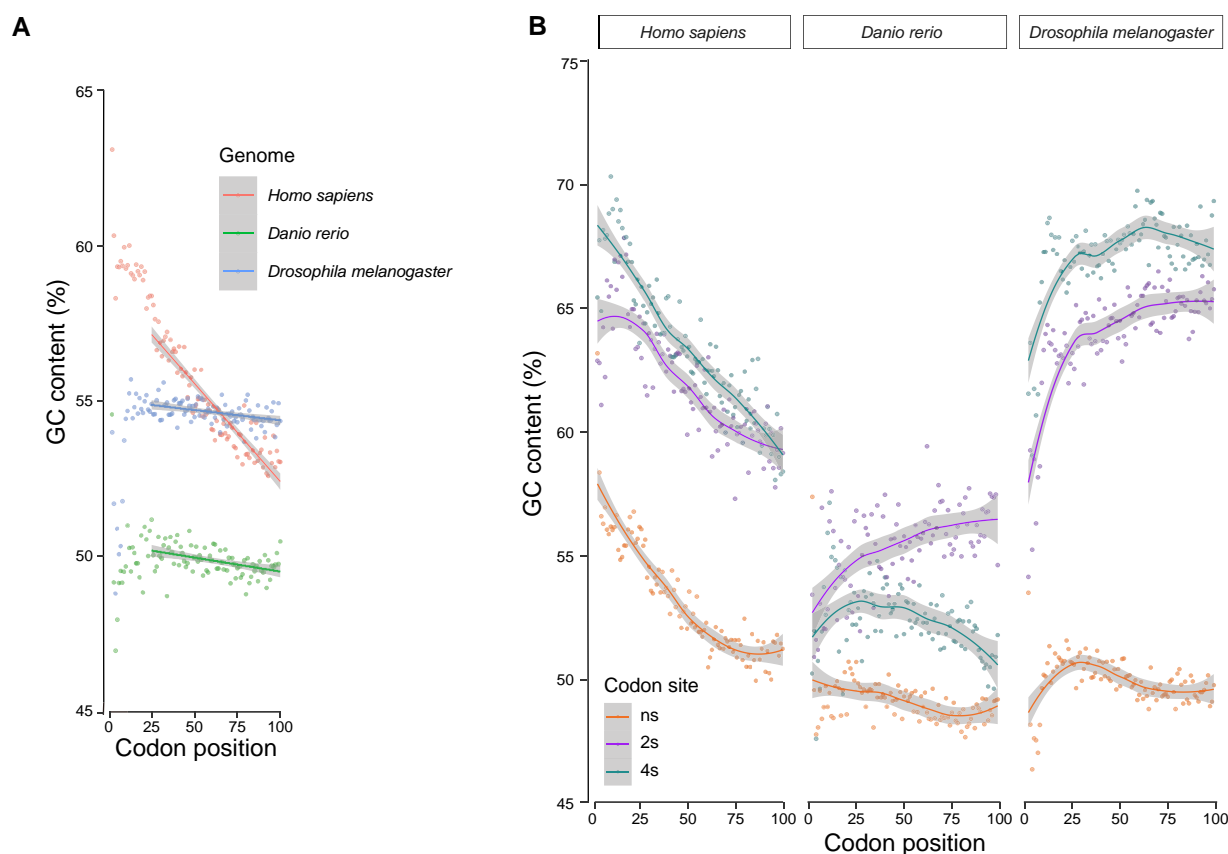 A
65
60
55
50
45
GC content (%)
0
25
50
75
100
Codon position
Genome
Homo sapiens
Danio rerio
Drosophila melanogaster
B
Homo sapiens
Danio rerio
Drosophila melanogaster
75
70
65
60
55
50
45
GC content (%)
Codon site
ns
2s
4s
0 25 50 75 100
0 25 50 75 100
0 25 50 75 100
Codon position